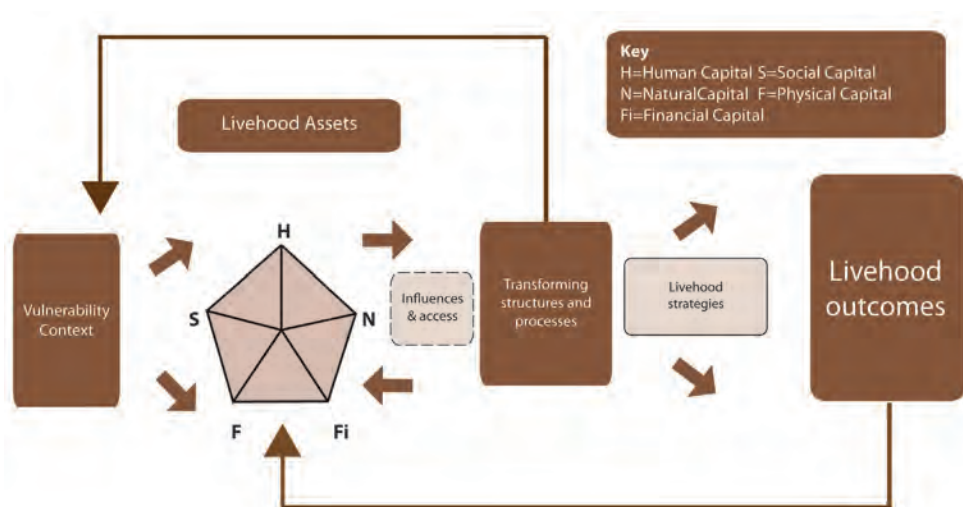 Key
H=Human Capital S=Social Capital
N=NaturalCapital F=Physical Capital
Fi=Financial Capital
Livehood Assets
Vulnerability
Context
H
S
N
F
Fi
Influences
& access
Transforming
structures and
processes
Livehood
strategies
Livehood
outcomes